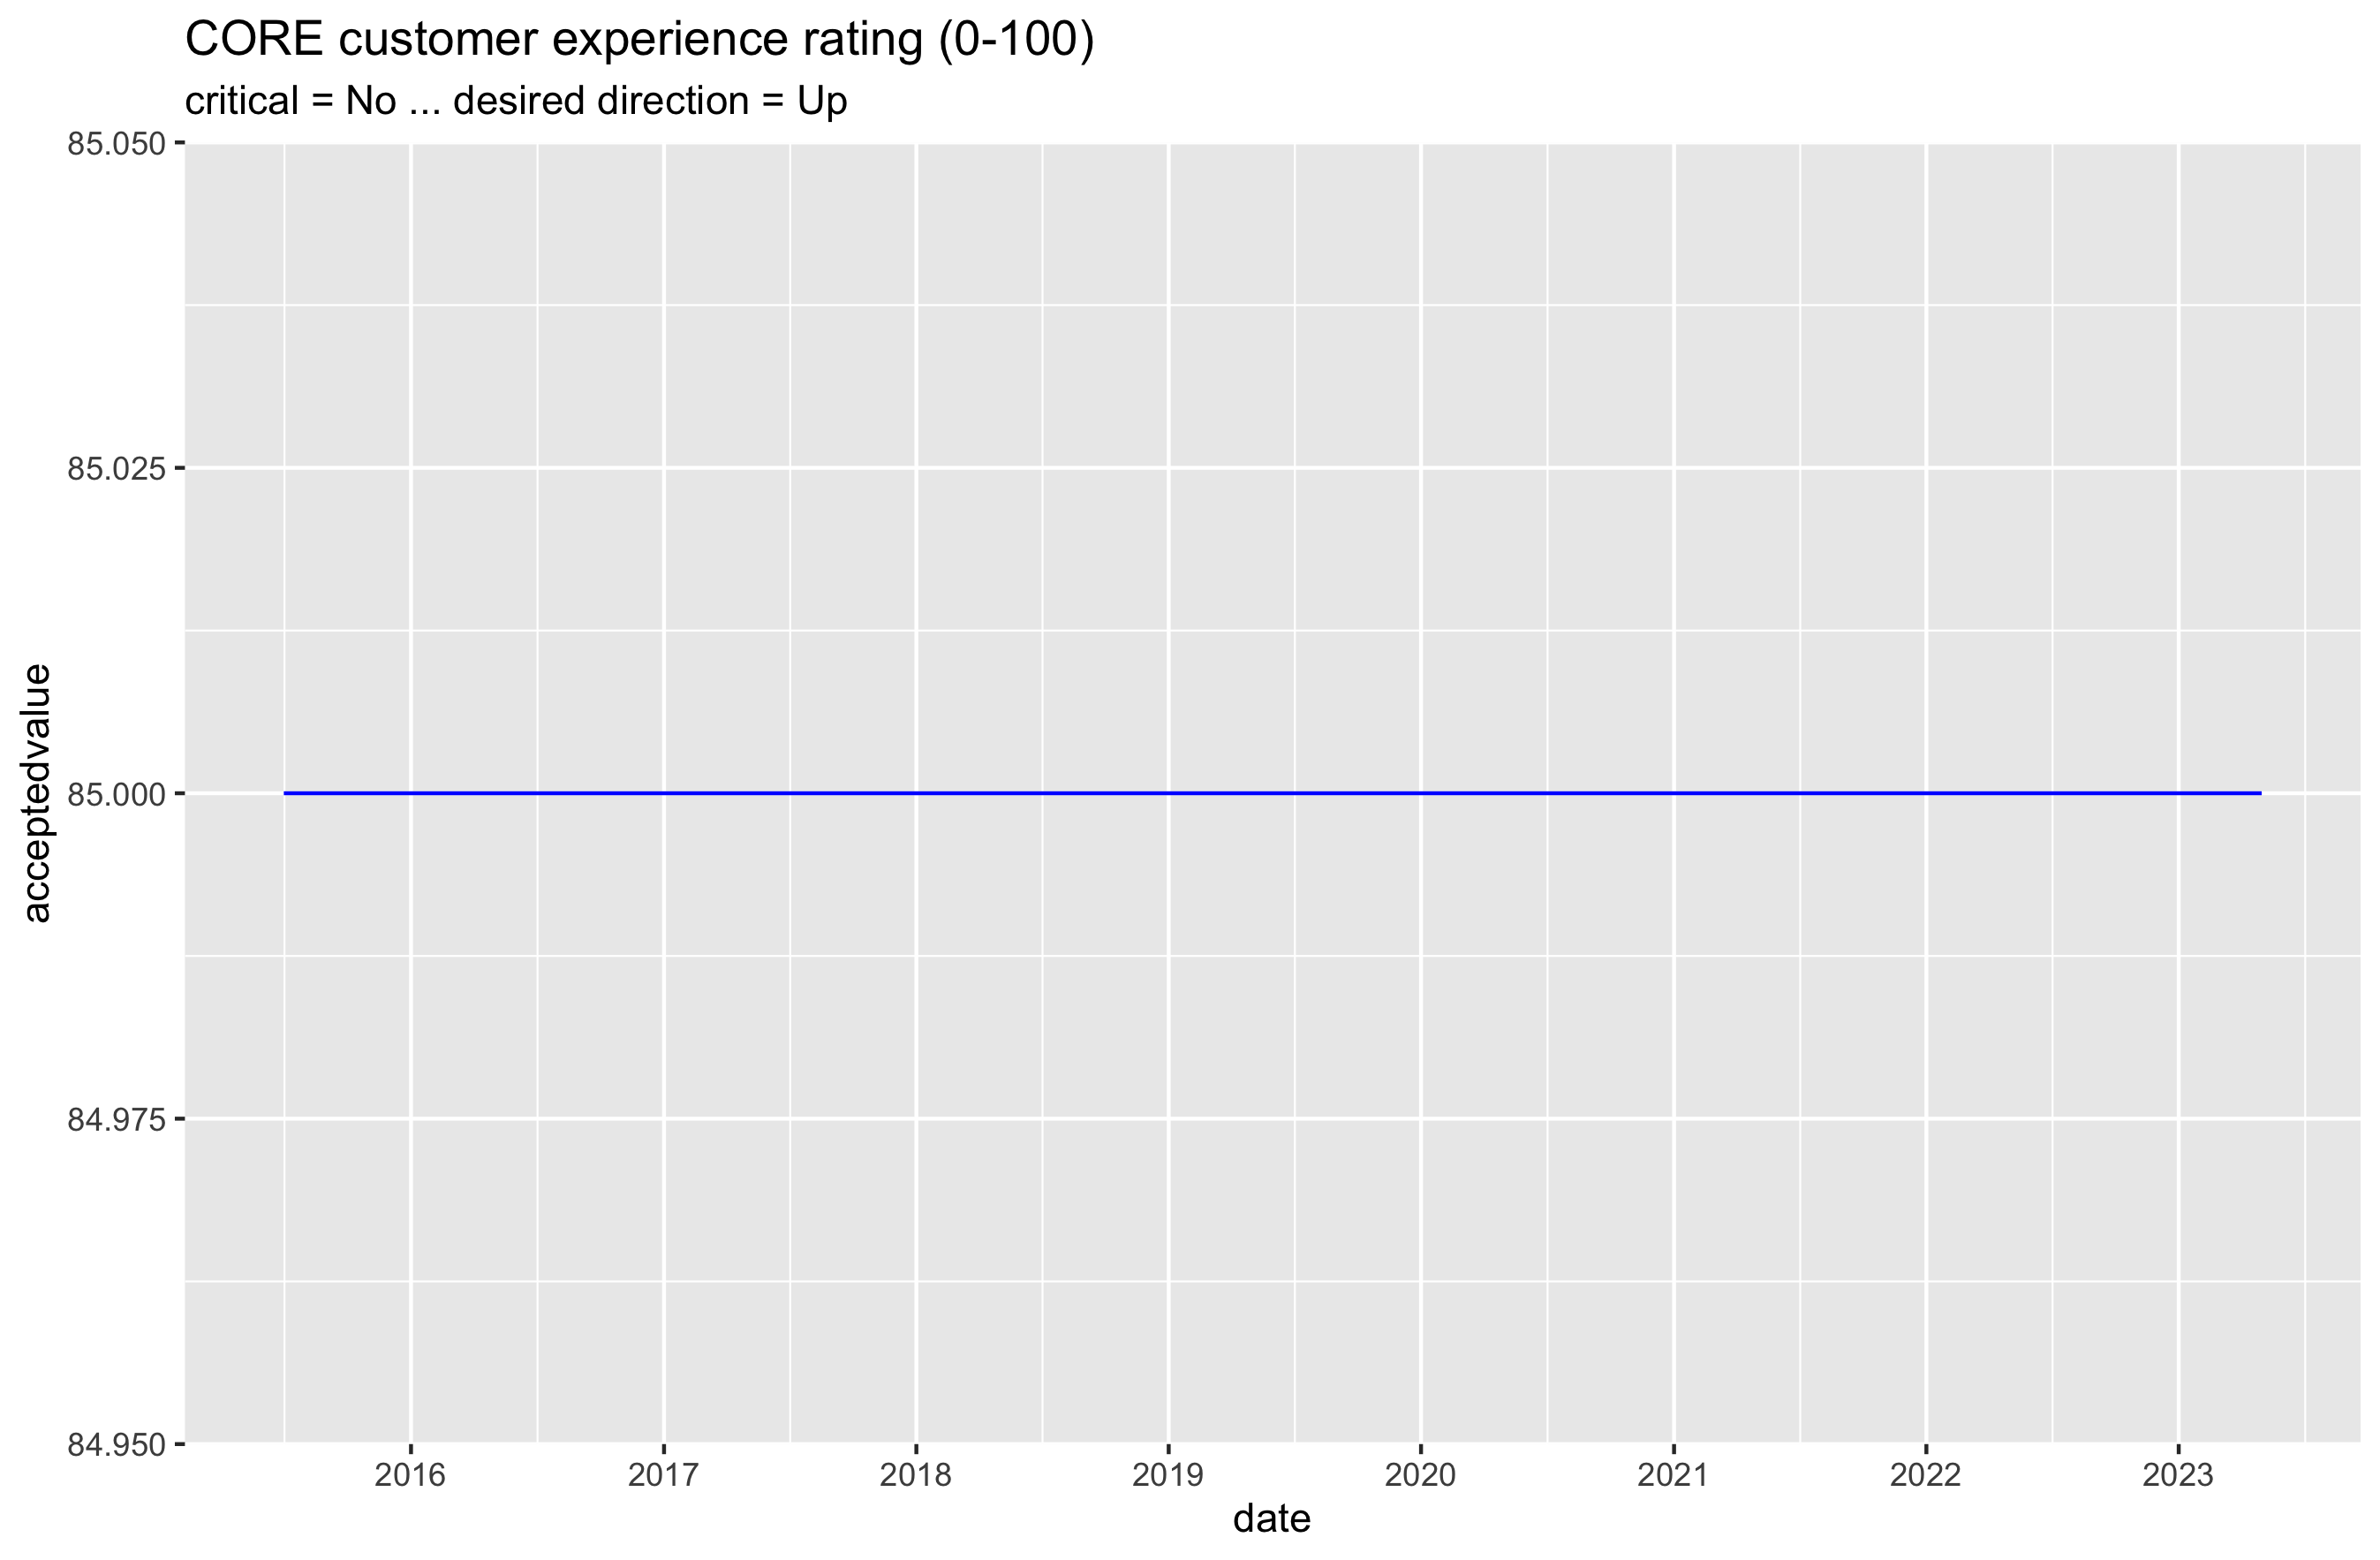 CORE customer experience rating (0-100)
critical = No ... desired direction = Up
85.050
85.025
85.000
84.975
84.950
acceptedvalue
2016 2017 2018 2019 2020 2021 2022 2023
date